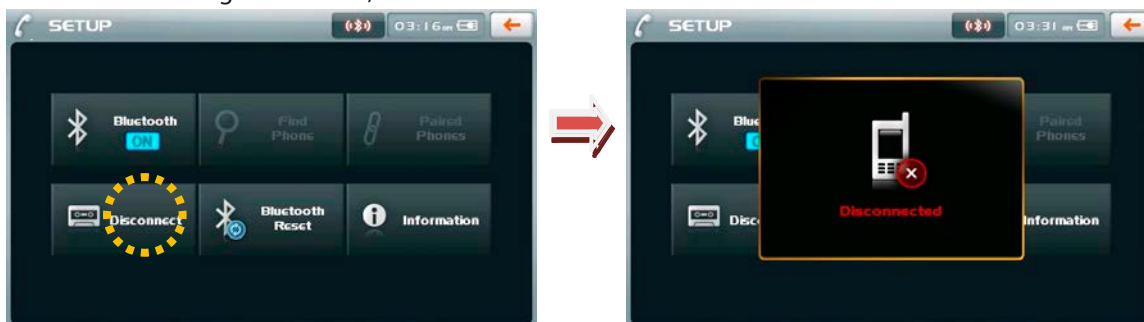 SETUP
03:16
Bluetooth
ON
Find
Phone
Paired
Phones
Disconnect
Bluetooth
Reset
Information
SETUP
03:31
Paired
Phones
Disconnected
Information